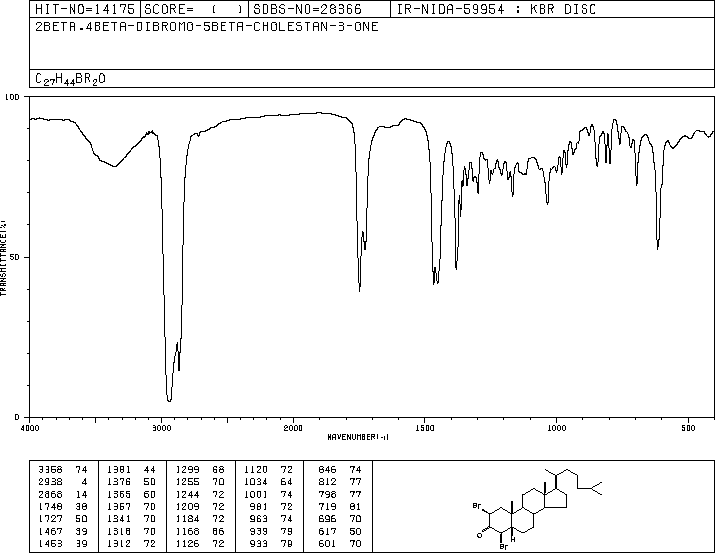 HIT-NO=14175 SCORE= ( ) SDBS-NO=28366 IR-NIDA-59954 : KBR DISC
2BETA,4BETA-DIBROMO-5BETA-CHOLESTAN-3-ONE
C27H44BR2O
100
50
0
TRANSMITTANCE(%)
4000 3000 2000 1500 1000 500
WAVENUMBER(-1)
3368 74 1381 44 1299 68 1120 72 846 74
2938 4 1376 50 1255 70 1034 64 812 77
2868 14 1365 60 1244 72 1001 74 798 77
1748 38 1357 70 1209 72 981 72 719 81
1727 50 1341 70 1184 72 963 74 696 70
1467 39 1318 70 1168 66 939 79 617 50
1453 39 1312 72 1126 72 933 79 601 70
Br
O
Br
H